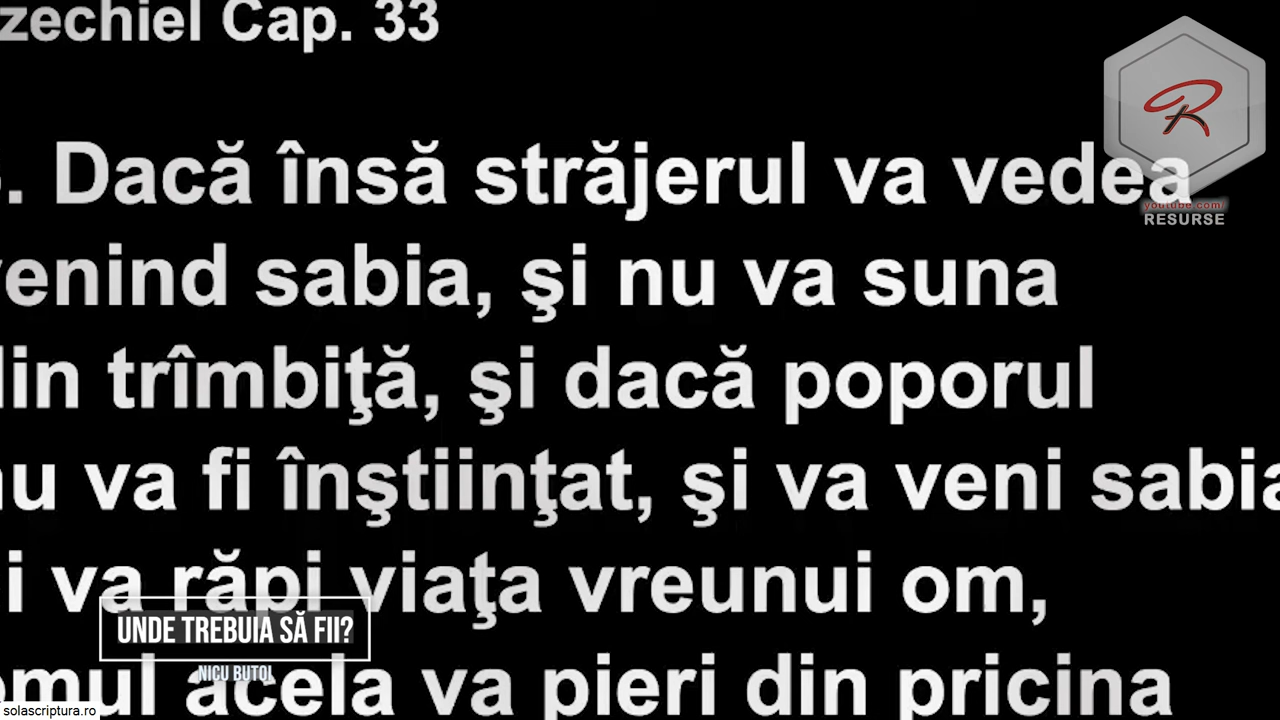 zechiel Cap. 33
. Dacă însă străjerul va vedea
venind sabia, şi nu va suna
din trîmbiţă, şi dacă poporul
nu va fi înştiinţat, şi va veni sabia
i va răpi viaţa vreunui om,
omul acela va pieri din pricina
R
youtube.com/
RESURSE
UNDE TREBUIA SĂ FII?
NICU BUTOI
solascriptura.ro